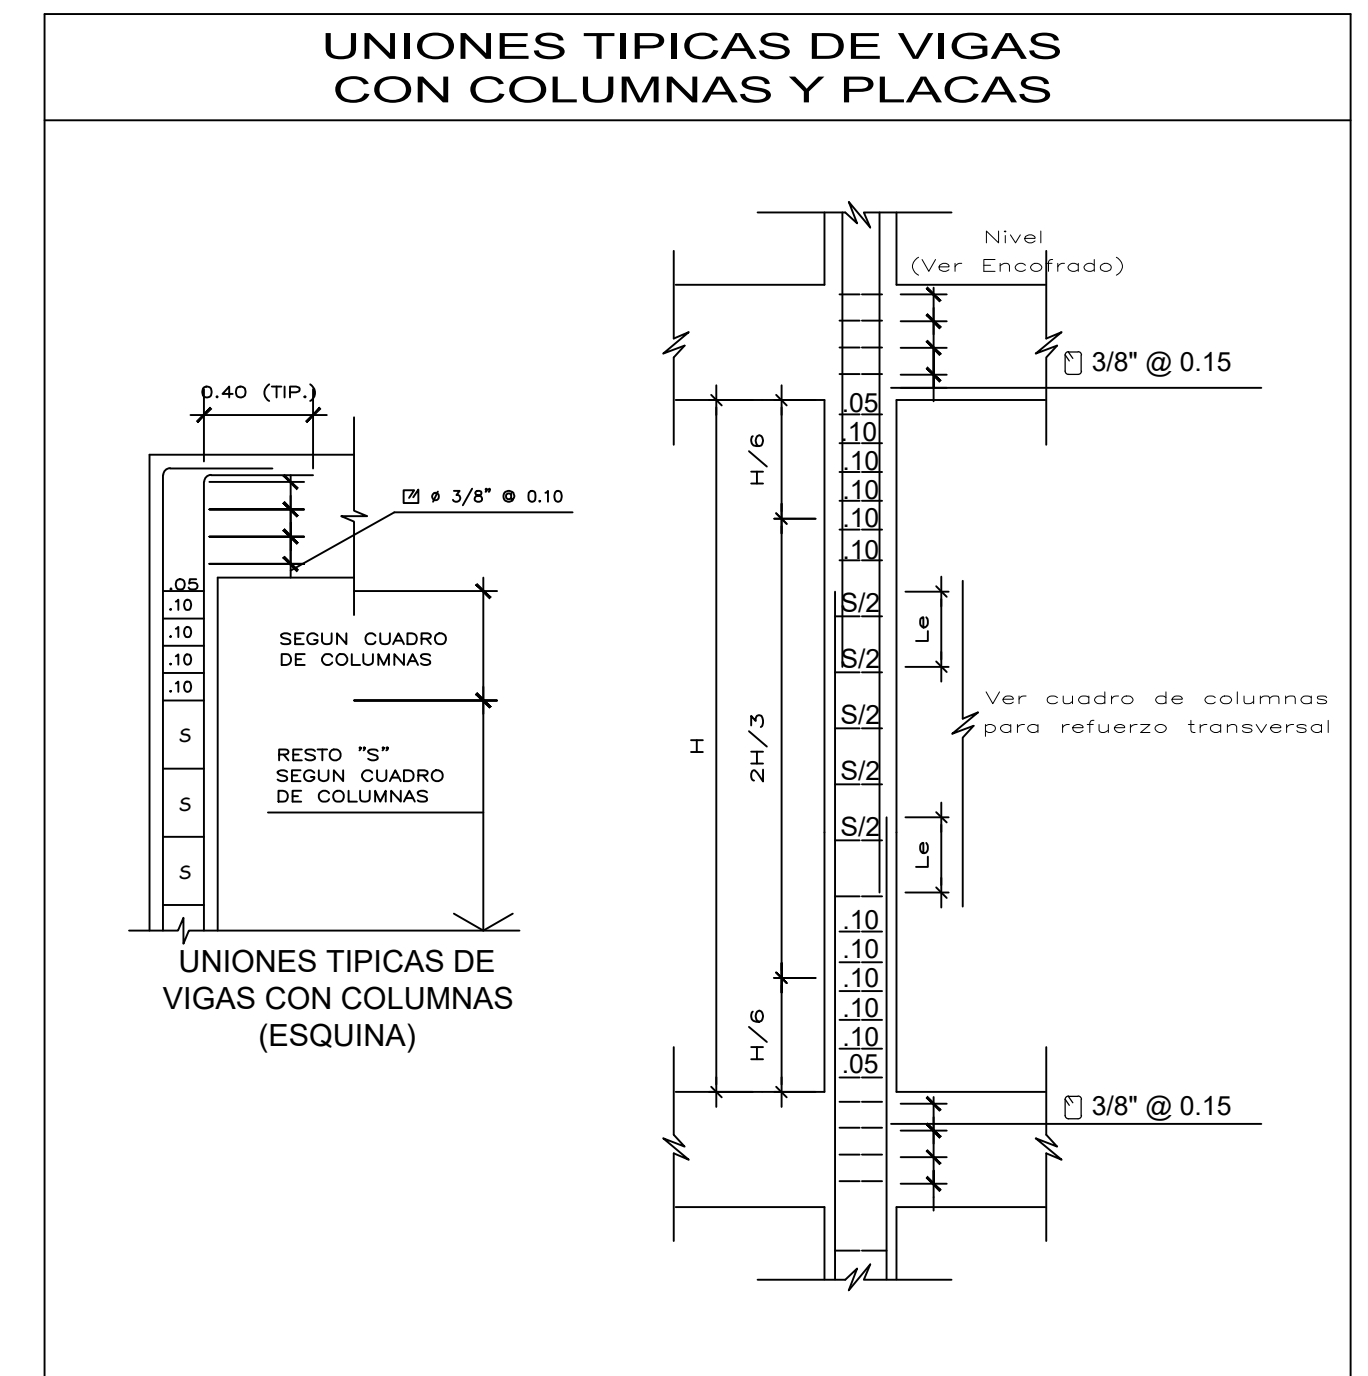 UNIONES TIPICAS DE VIGAS
CON COLUMNAS Y PLACAS
0.40 (TIP.)
ø 3/8" @ 0.10
.05
.10
.10
.10
.10
S
S
S
SEGUN CUADRO
DE COLUMNAS
RESTO "S"
SEGUN CUADRO
DE COLUMNAS
UNIONES TIPICAS DE
VIGAS CON COLUMNAS
(ESQUINA)
Nivel
(Ver Encofrado)
3/8" @ 0.15
H
H/6
2H/3
H/6
.05
.10
.10
.10
.10
.10
S/2
S/2
S/2
S/2
S/2
.10
.10
.10
.10
.10
.05
Le
Le
Ver cuadro de columnas
para refuerzo transversal
3/8" @ 0.15